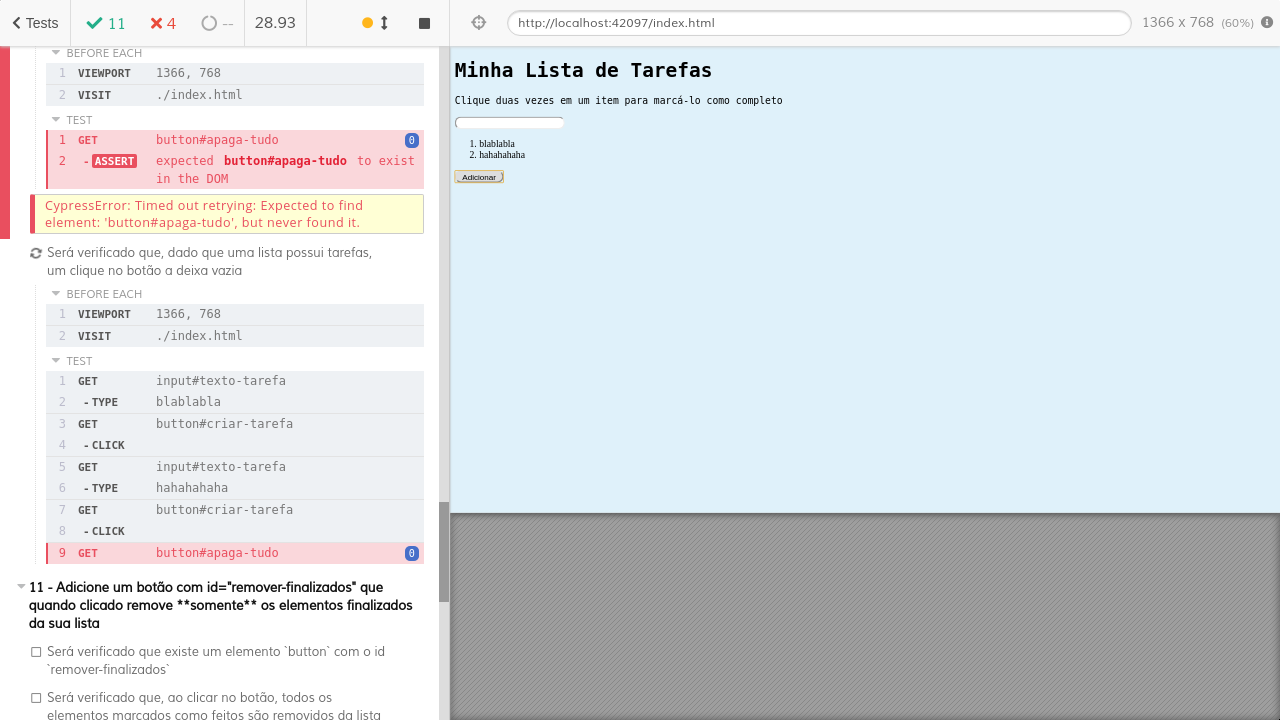 Tests 11 4 -- 28.93
http://localhost:42097/index.html 1366 x 768 (60%)
BEFORE EACH
1 VIEWPORT 1366, 768
2 VISIT ./index.html
TEST
1 GET button#apaga-tudo 0
2 - ASSERT expected button#apaga-tudo to exist
in the DOM
CypressError: Timed out retrying: Expected to find
element: 'button#apaga-tudo', but never found it.
Será verificado que, dado que uma lista possui tarefas,
um clique no botão a deixa vazia
BEFORE EACH
1 VIEWPORT 1366, 768
2 VISIT ./index.html
TEST
1 GET input#texto-tarefa
2 - TYPE blablabla
3 GET button#criar-tarefa
4 - CLICK
5 GET input#texto-tarefa
6 - TYPE hahahahaha
7 GET button#criar-tarefa
8 - CLICK
9 GET button#apaga-tudo 0
11 - Adicione um botão com id="remover-finalizados" que
quando clicado remove **somente** os elementos finalizados
da sua lista
Será verificado que existe um elemento `button` com o id
`remover-finalizados`
Será verificado que, ao clicar no botão, todos os
elementos marcados como feitos são removidos da lista
Minha Lista de Tarefas
Clique duas vezes em um item para marcá-lo como completo
1. blablabla
2. hahahahaha
Adicionar